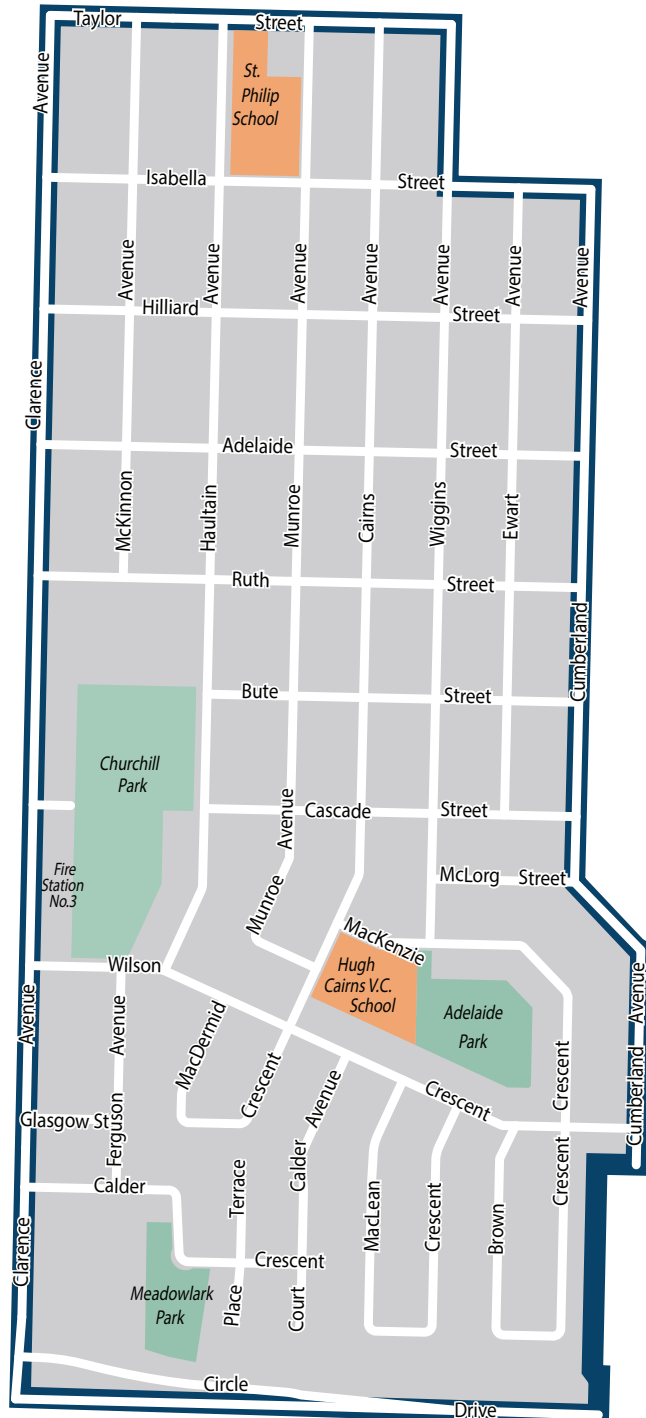 Taylor Street
Avenue
St.
Philip
School
Isabella Street
Avenue Avenue Avenue Avenue Avenue Avenue Avenue
Hilliard Street
Clarence
Adelaide Street
McKinnon Haultain Munroe Cairns Wiggins Ewart
Ruth Street
Cumberland
Bute Street
Churchill
Park
Avenue
Cascade Street
Fire
Station
No.3
McLorg Street
Munroe
MacKenzie
Wilson
Hugh
Cairns V.C.
School
Adelaide
Park
Avenue
Avenue
Avenue
MacDermid
Crescent
Avenue
Crescent
Crescent
Cumberland
Glasgow St
Ferguson
Calder
Calder
Terrace
Crescent
MacLean
Crescent
Brown
Clarence
Crescent
Meadowlark
Park
Place
Court
Circle
Drive